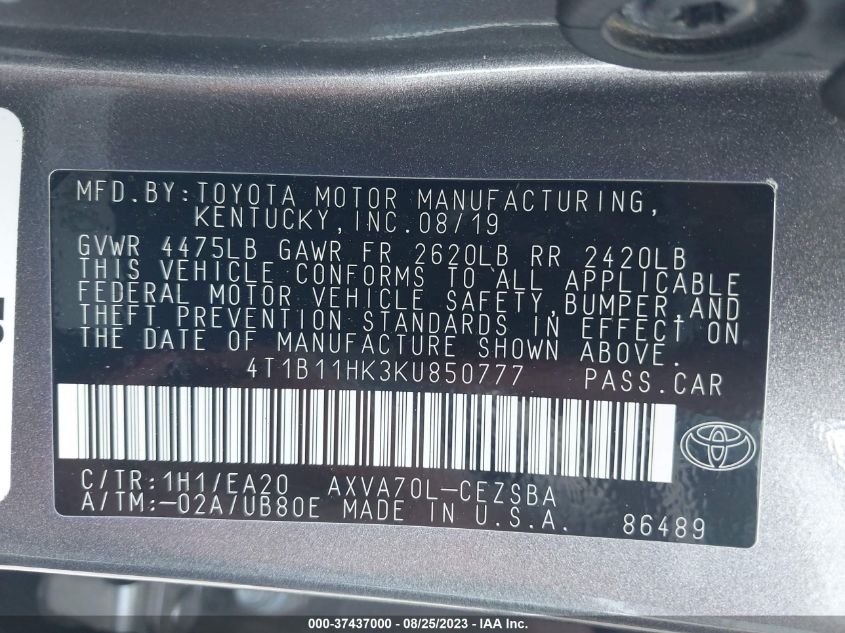 MFD.BY:TOYOTA MOTOR MANUFACTURING,
KENTUCKY,INC.08/19
GVWR 4475LB GAWR FR 2620LB RR 2420LB
THIS VEHICLE CONFORMS TO ALL APPLICABLE
FEDERAL MOTOR VEHICLE SAFETY,BUMPER,AND
THEFT PREVENTION STANDARDS IN EFFECT ON
THE DATE OF MANUFACTURE SHOWN ABOVE.
4T1B11HK3KU850777 PASS.CAR
C/TR:1H1/EA20 AXVA70L-CEZSBA
A/TM:-02A/UB80E MADE IN U.S.A. 86489
000-37437000 - 08/25/2023 - IAA Inc.